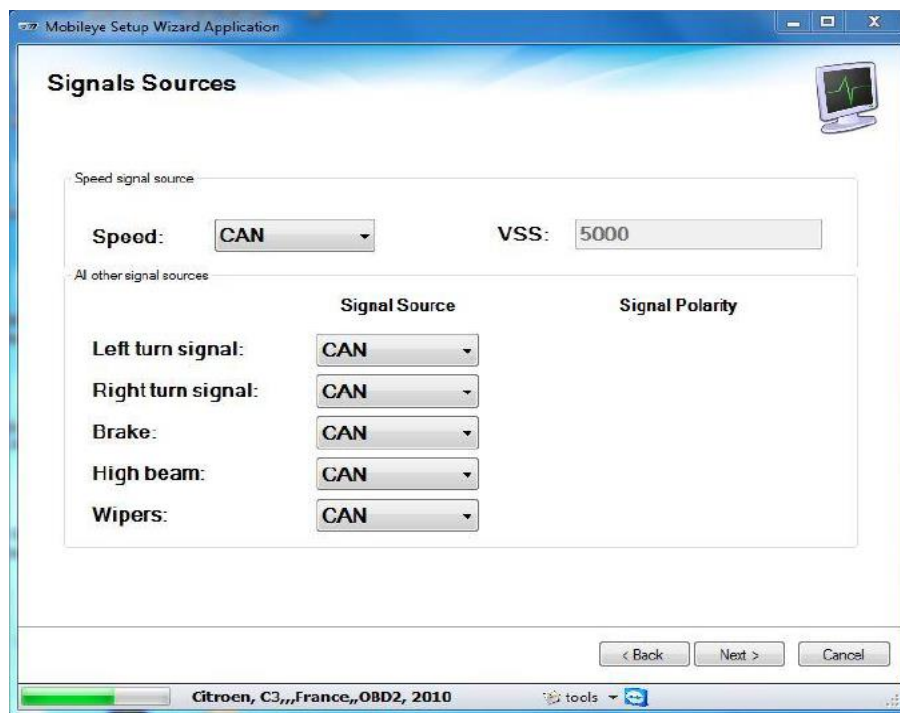 Mobileye Setup Wizard Application
Signals Sources
Speed signal source
Speed: CAN VSS: 5000
All other signal sources
Signal Source Signal Polarity
Left turn signal: CAN
Right turn signal: CAN
Brake: CAN
High beam: CAN
Wipers: CAN
< Back Next > Cancel
Citroen, C3,,,France,,OBD2, 2010 tools